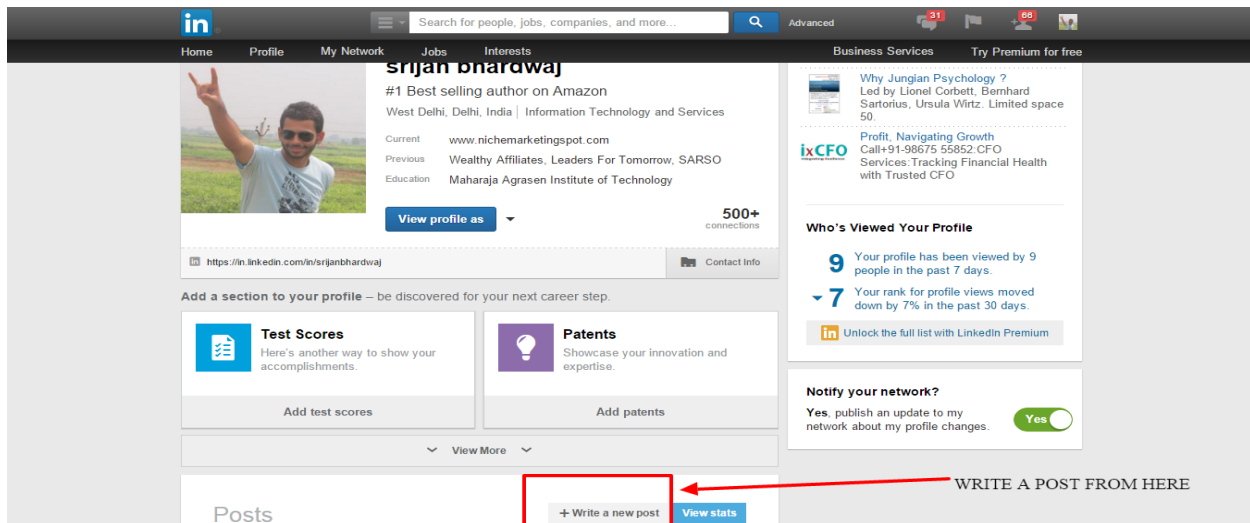 in
Search for people, jobs, companies, and more...
Advanced
31
66
Home Profile My Network Jobs Interests
Business Services Try Premium for free
srijan bhardwaj
#1 Best selling author on Amazon
West Delhi, Delhi, India | Information Technology and Services
Current www.nichemarketingspot.com
Previous Wealthy Affiliates, Leaders For Tomorrow, SARSO
Education Maharaja Agrasen Institute of Technology
View profile as
500+
connections
in https://in.linkedin.com/in/srijanbhardwaj
Contact Info
Add a section to your profile – be discovered for your next career step.
Test Scores
Here's another way to show your
accomplishments.
Add test scores
Patents
Showcase your innovation and
expertise.
Add patents
View More
Posts
+ Write a new post
View stats
WRITE A POST FROM HERE
Why Jungian Psychology ?
Led by Lionel Corbett, Bernhard
Sartorius, Ursula Wirtz. Limited space
50.
ixCFO
Profit, Navigating
Growth
Call+91-98675 55852:CFO
Services:Tracking
Financial Health
with Trusted CFO
Who's Viewed Your Profile
9 Your profile has been viewed by 9
people in the past 7 days.
7 Your rank for profile views moved
down by 7% in the past 30 days.
in Unlock the full list with LinkedIn Premium
Notify your network?
Yes, publish an update to my
network about my profile changes.
Yes